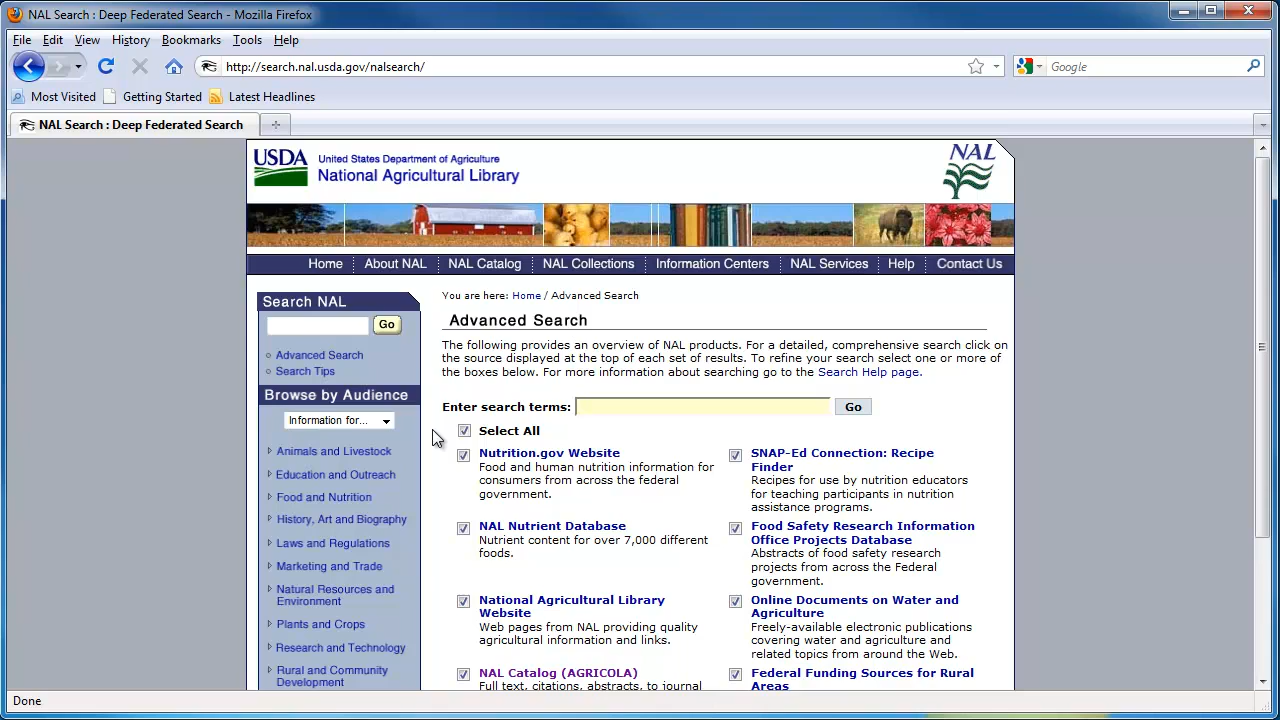 NAL Search : Deep Federated Search - Mozilla Firefox
File Edit View History Bookmarks Tools Help
http://search.nal.usda.gov/nalsearch/
Google
Most Visited Getting Started Latest Headlines
NAL Search : Deep Federated Search
USDA United States Department of Agriculture
National Agricultural Library
NAL
Home About NAL NAL Catalog NAL Collections Information Centers NAL Services Help Contact Us
Search NAL
Go
Advanced Search
Search Tips
Browse by Audience
Information for...
Animals and Livestock
Education and Outreach
Food and Nutrition
History, Art and Biography
Laws and Regulations
Marketing and Trade
Natural Resources and
Environment
Plants and Crops
Research and Technology
Rural and Community
Development
You are here: Home / Advanced Search
Advanced Search
The following provides an overview of NAL products. For a detailed, comprehensive search click on
the source displayed at the top of each set of results. To refine your search select one or more of
the boxes below. For more information about searching go to the Search Help page.
Enter search terms: Go
Select All
Nutrition.gov Website
Food and human nutrition information for
consumers from across the federal
government.
SNAP-Ed Connection: Recipe
Finder
Recipes for use by nutrition educators
for teaching participants in nutrition
assistance programs.
NAL Nutrient Database
Nutrient content for over 7,000 different
foods.
Food Safety Research Information
Office Projects Database
Abstracts of food safety research
projects from across the Federal
government.
National Agricultural Library
Website
Web pages from NAL providing quality
agricultural information and links.
Online Documents on Water and
Agriculture
Freely-available electronic publications
covering water and agriculture and
related topics from around the Web.
NAL Catalog (AGRICOLA)
Full text, citations, abstracts, to journal
Federal Funding Sources for Rural
Areas
Done